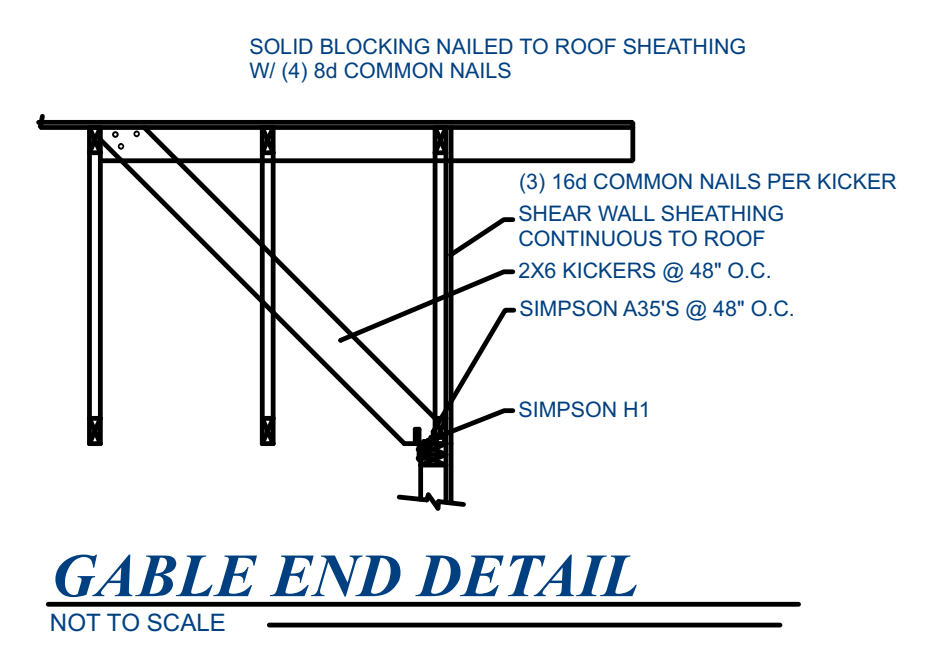 SOLID BLOCKING NAILED TO ROOF SHEATHING
W/ (4) 8d COMMON NAILS
(3) 16d COMMON NAILS PER KICKER
SHEAR WALL SHEATHING
CONTINUOUS TO ROOF
2X6 KICKERS @ 48" O.C.
SIMPSON A35'S @ 48" O.C.
SIMPSON H1
GABLE END DETAIL
NOT TO SCALE